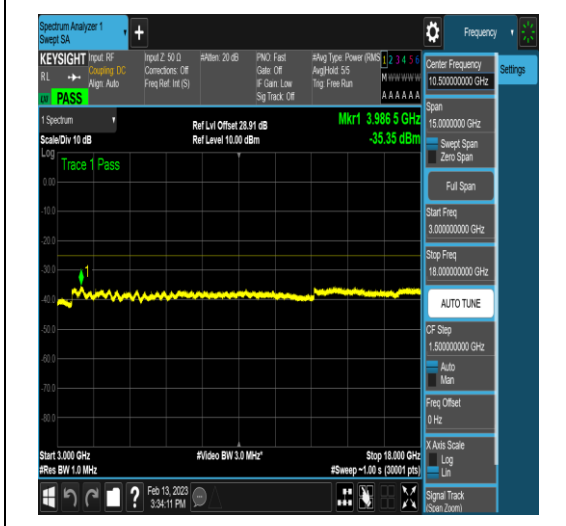 Spectrum Analyzer 1
Swept SA
Frequency
KEYSIGHT
RL
PASS
Input: RF
Coupling: DC
Align: Auto
Input Z: 50 Ω
Corrections: Off
Freq Ref: Int (S)
#Atten: 20 dB
PNO: Fast
Gate: Off
IF Gain: Low
Sig Track: Off
#Avg Type: Power (RMS
Avg|Hold: 5/5
Trig: Free Run
1 2 3 4 5 6
M W W W W W
A A A A A A
1 Spectrum
Scale/Div 10 dB
Ref Lvl Offset 28.91 dB
Ref Level 10.00 dBm
Mkr1 3.986 5 GHz
-35.35 dBm
Log
Trace 1 Pass
0.00
-10.0
-20.0
-30.0
-40.0
-50.0
-60.0
-70.0
-80.0
1
Start 3.000 GHz
#Res BW 1.0 MHz
#Video BW 3.0 MHz*
Stop 18.000 GHz
#Sweep ~1.00 s (30001 pts)
Feb 13, 2023
3:34:11 PM
Center Frequency
10.500000000 GHz
Settings
Span
15.0000000 GHz
Swept Span
Zero Span
Full Span
Start Freq
3.000000000 GHz
Stop Freq
18.000000000 GHz
AUTO TUNE
CF Step
1.500000000 GHz
Auto
Man
Freq Offset
0 Hz
X Axis Scale
Log
Lin
Signal Track
(Span Zoom)